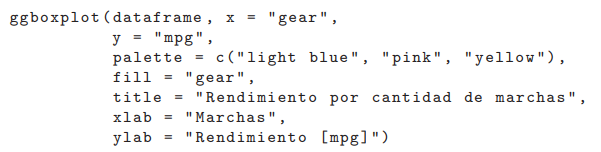 ggboxplot(dataframe, x = "gear",
y = "mpg",
palette = c("light blue", "pink", "yellow"),
fill = "gear",
title = "Rendimiento por cantidad de marchas",
xlab = "Marchas",
ylab = "Rendimiento [mpg]")